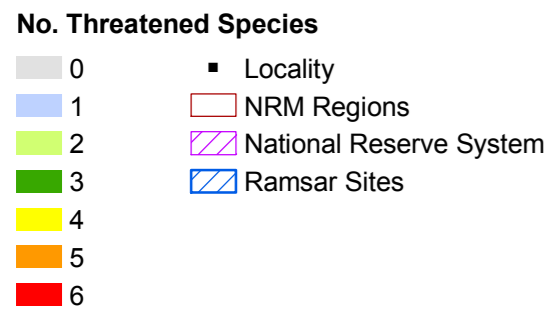 No. Threatened Species
0
1
2
3
4
5
6
Locality
NRM Regions
National Reserve System
Ramsar Sites